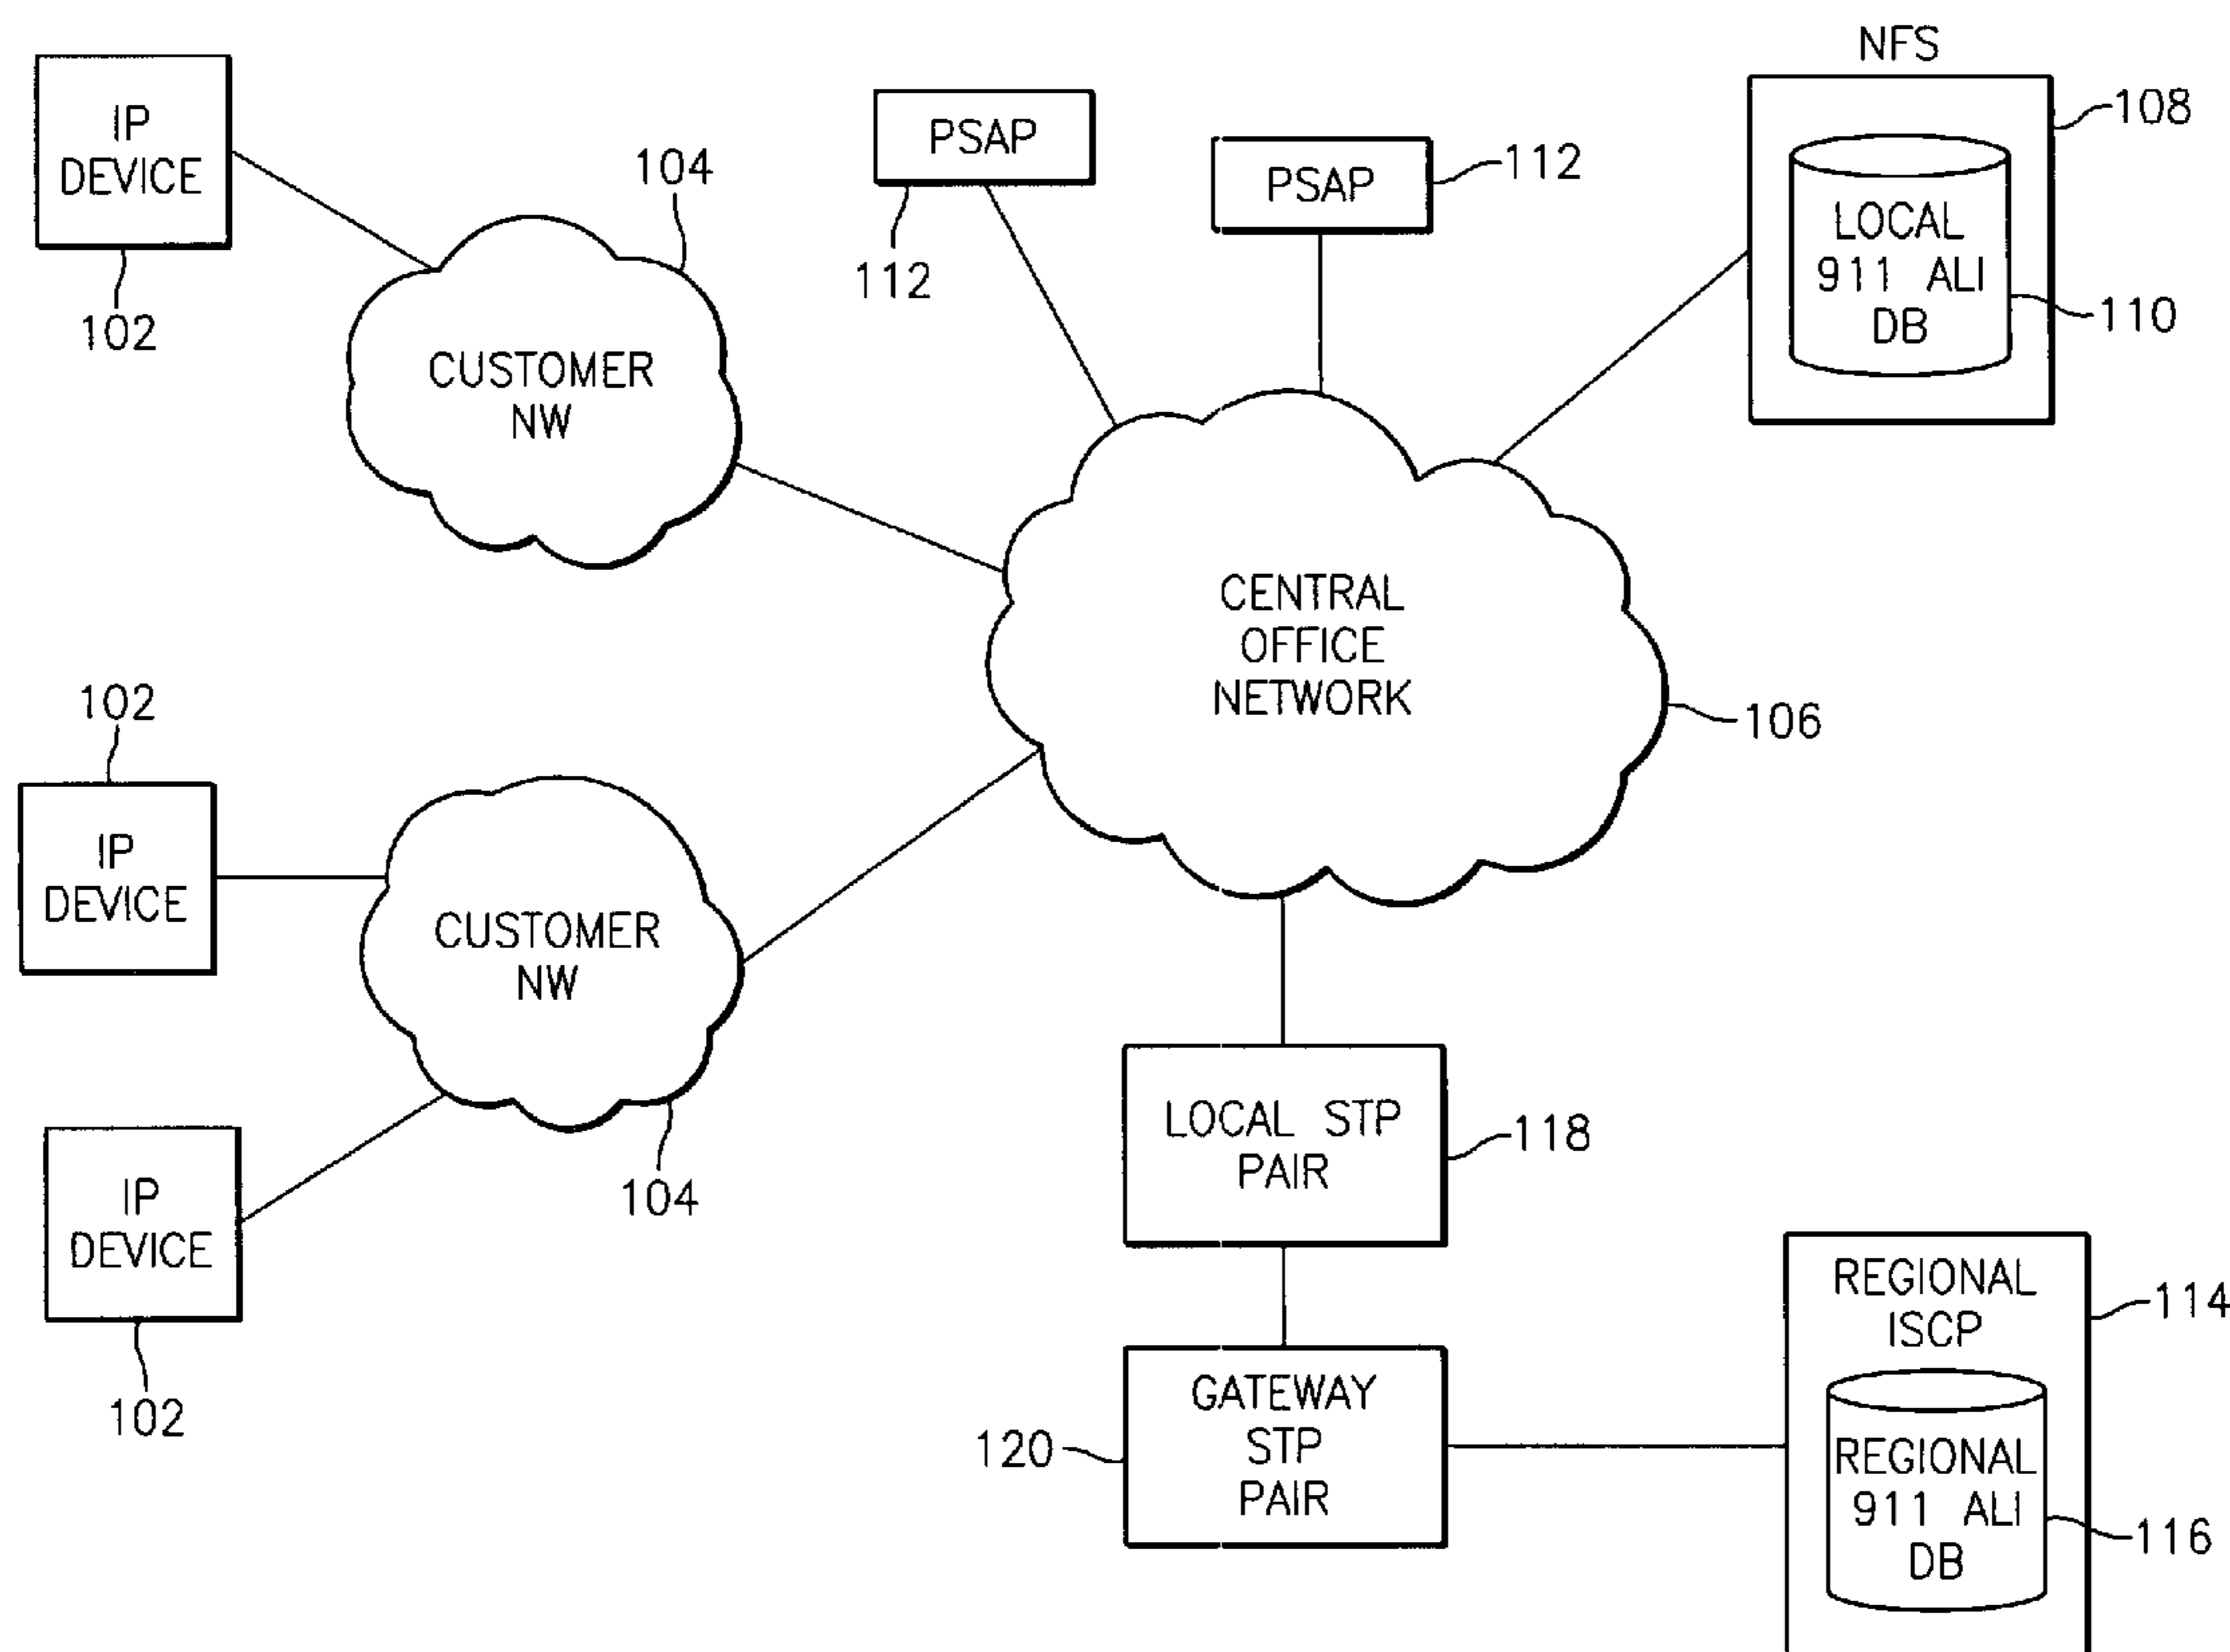 NFS
108
IP
DEVICE
102
104
PSAP
112
PSAP
112
LOCAL
911 ALI
DB
110
CUSTOMER
NW
CENTRAL
OFFICE
NETWORK
106
102
IP
DEVICE
CUSTOMER
NW
104
IP
DEVICE
102
LOCAL STP
PAIR
118
GATEWAY
STP
PAIR
120
REGIONAL
ISCP
114
REGIONAL
911 ALI
DB
116